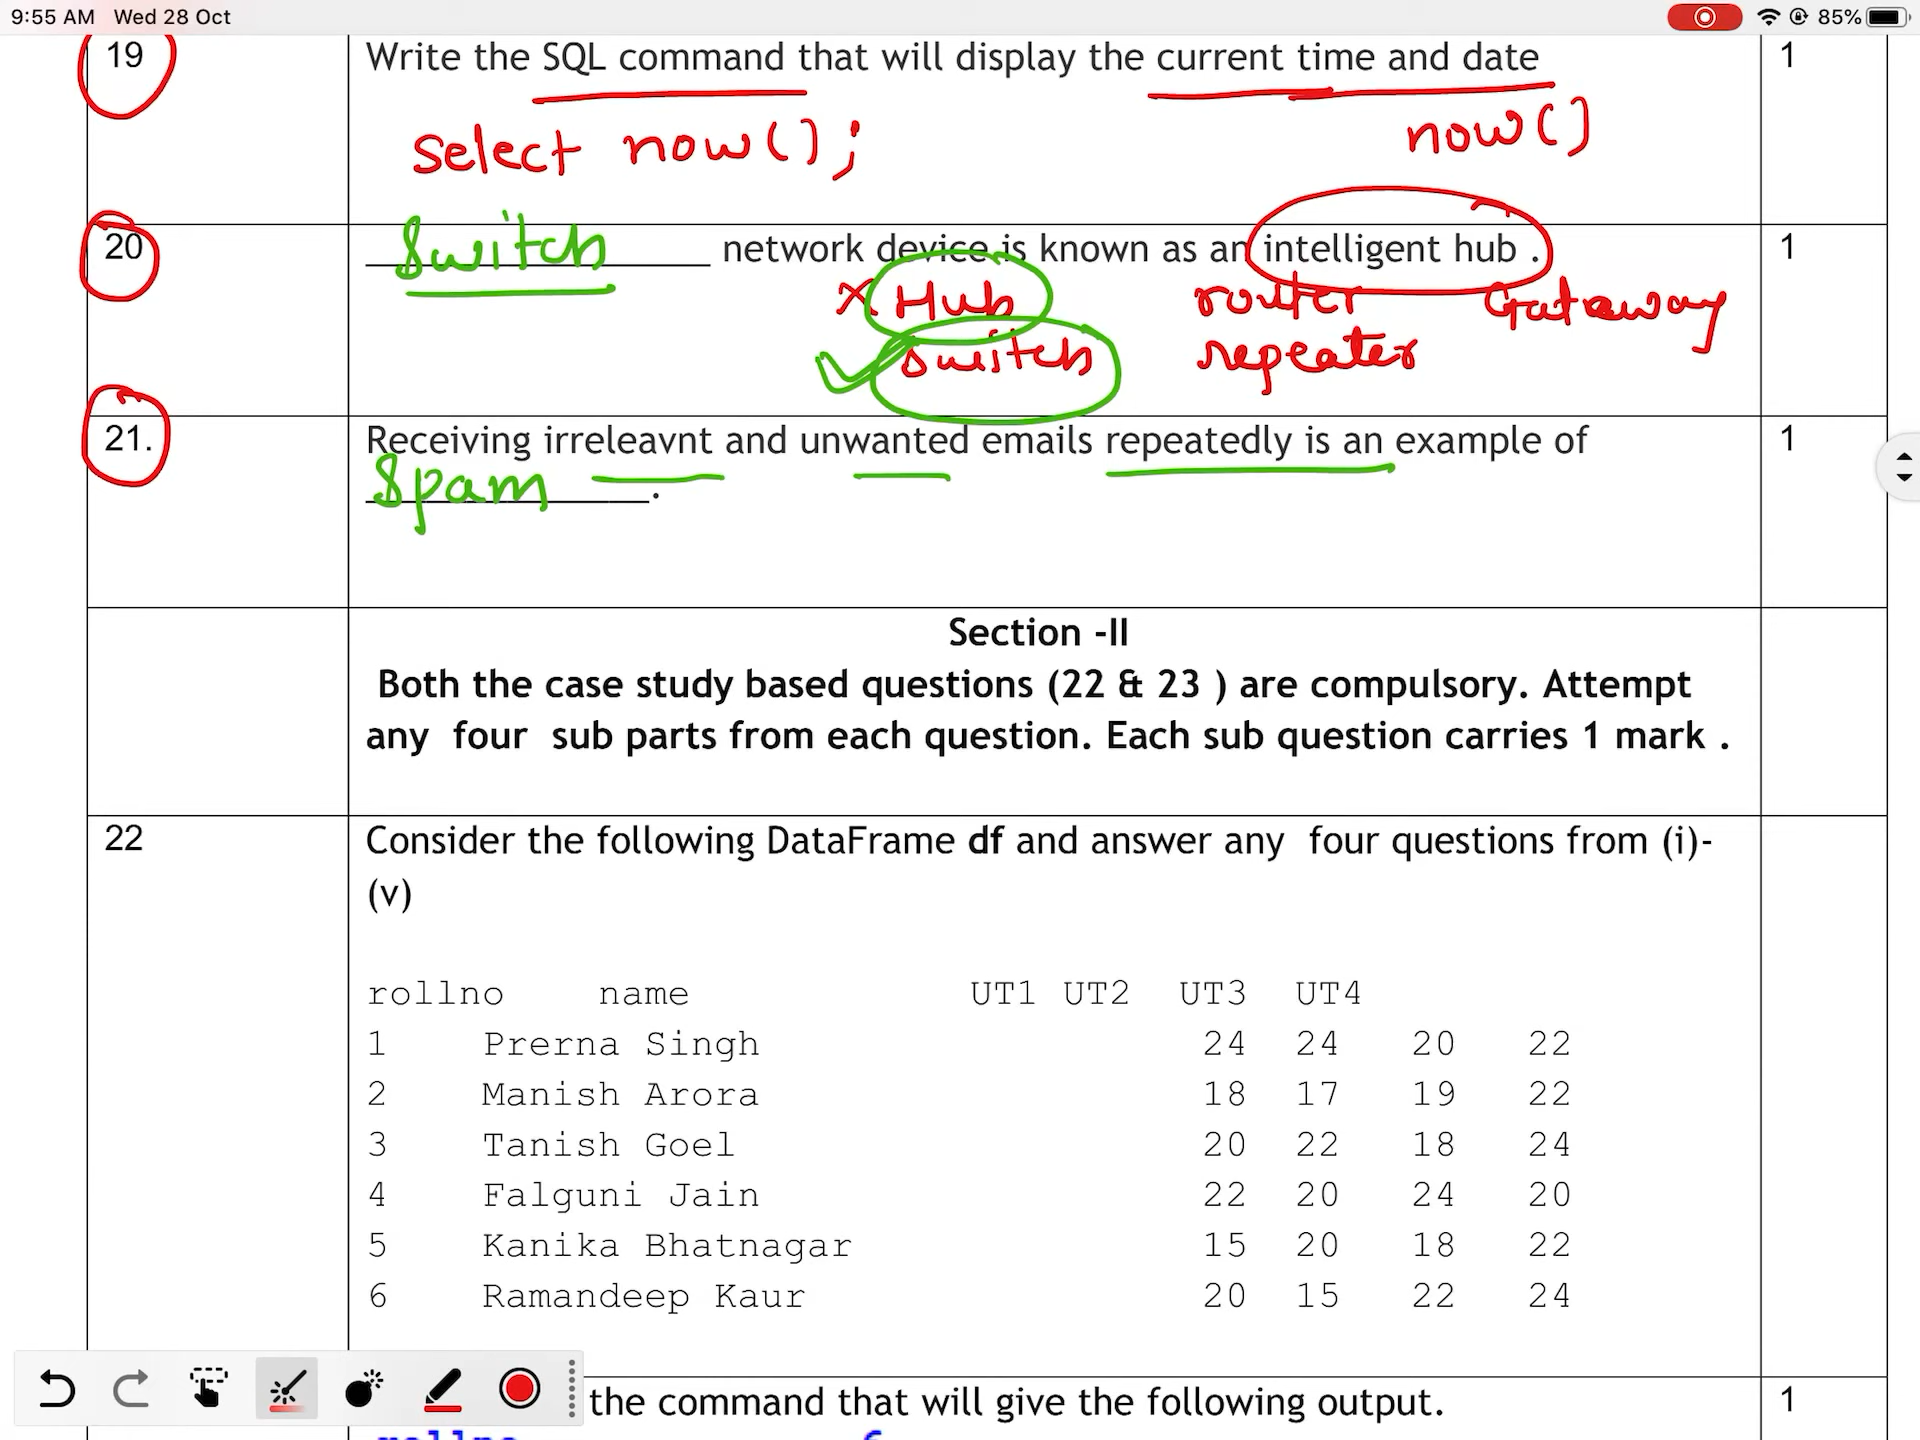 9:55 AM Wed 28 Oct 85%
19 Write the SQL command that will display the current time and date 1
select now();
now()
20 Switch network device is known as an intelligent hub . 1
x Hub router Gateway
Switch repeater
21. Receiving irreleavnt and unwanted emails repeatedly is an example of 1
Spam .
Section -II
Both the case study based questions (22 & 23 ) are compulsory. Attempt
any four sub parts from each question. Each sub question carries 1 mark .
22 Consider the following DataFrame df and answer any four questions from (i)-
(v)
rollno name UT1 UT2 UT3 UT4
1 Prerna Singh 24 24 20 22
2 Manish Arora 18 17 19 22
3 Tanish Goel 20 22 18 24
4 Falguni Jain 22 20 24 20
5 Kanika Bhatnagar 15 20 18 22
6 Ramandeep Kaur 20 15 22 24
the command that will give the following output. 1